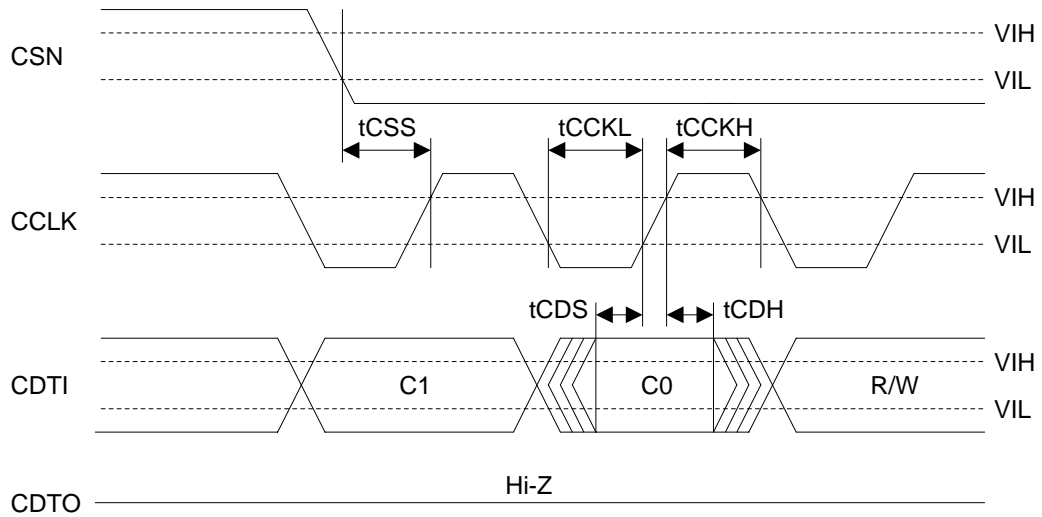 CSN
VIH
VIL
tCSS
tCCKL
tCCKH
CCLK
VIH
VIL
tCDS
tCDH
CDTI
C1
C0
R/W
VIH
VIL
CDTO
Hi-Z